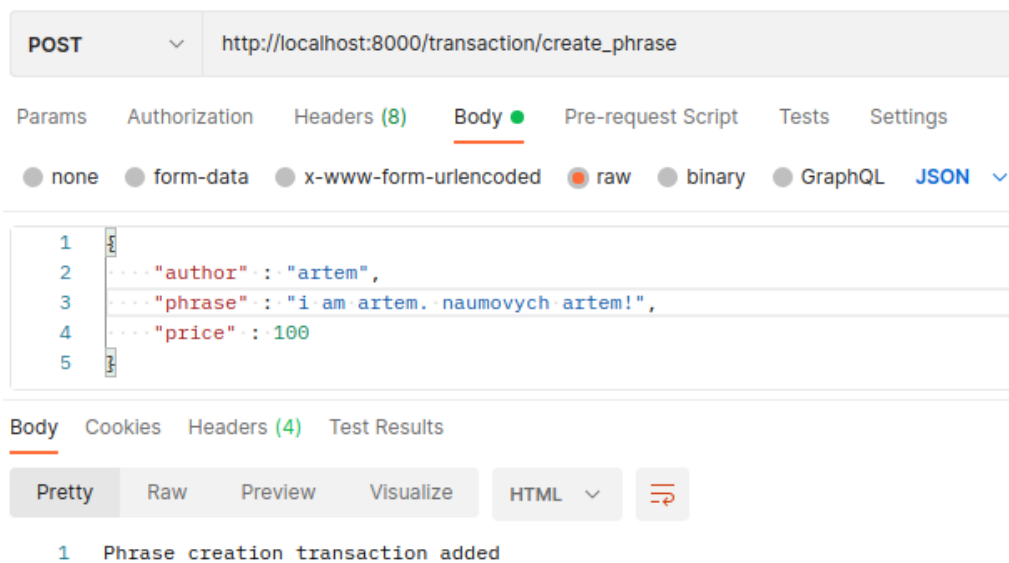 POST http://localhost:8000/transaction/create_phrase
Params Authorization Headers (8) Body Pre-request Script Tests Settings
none form-data x-www-form-urlencoded raw binary GraphQL JSON
1 {
2 "author" : "artem",
3 "phrase" : "i am artem. naumovych artem!",
4 "price" : 100
5 }
Body Cookies Headers (4) Test Results
Pretty Raw Preview Visualize HTML
1 Phrase creation transaction added